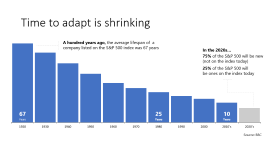 Time to adapt is shrinking
A hundred years ago, the average lifespan of a
company listed on the S&P 500 index was 67 years
In the 2020s...
75% of the S&P 500 will be new
(not on the index today)
25% of the S&P 500 will
be ones on the index today
67
Years
25
Years
10
Years
1920 1930 1940 1950 1960 1970 1980 1990 2000 2010's 2020's
Source: BBC